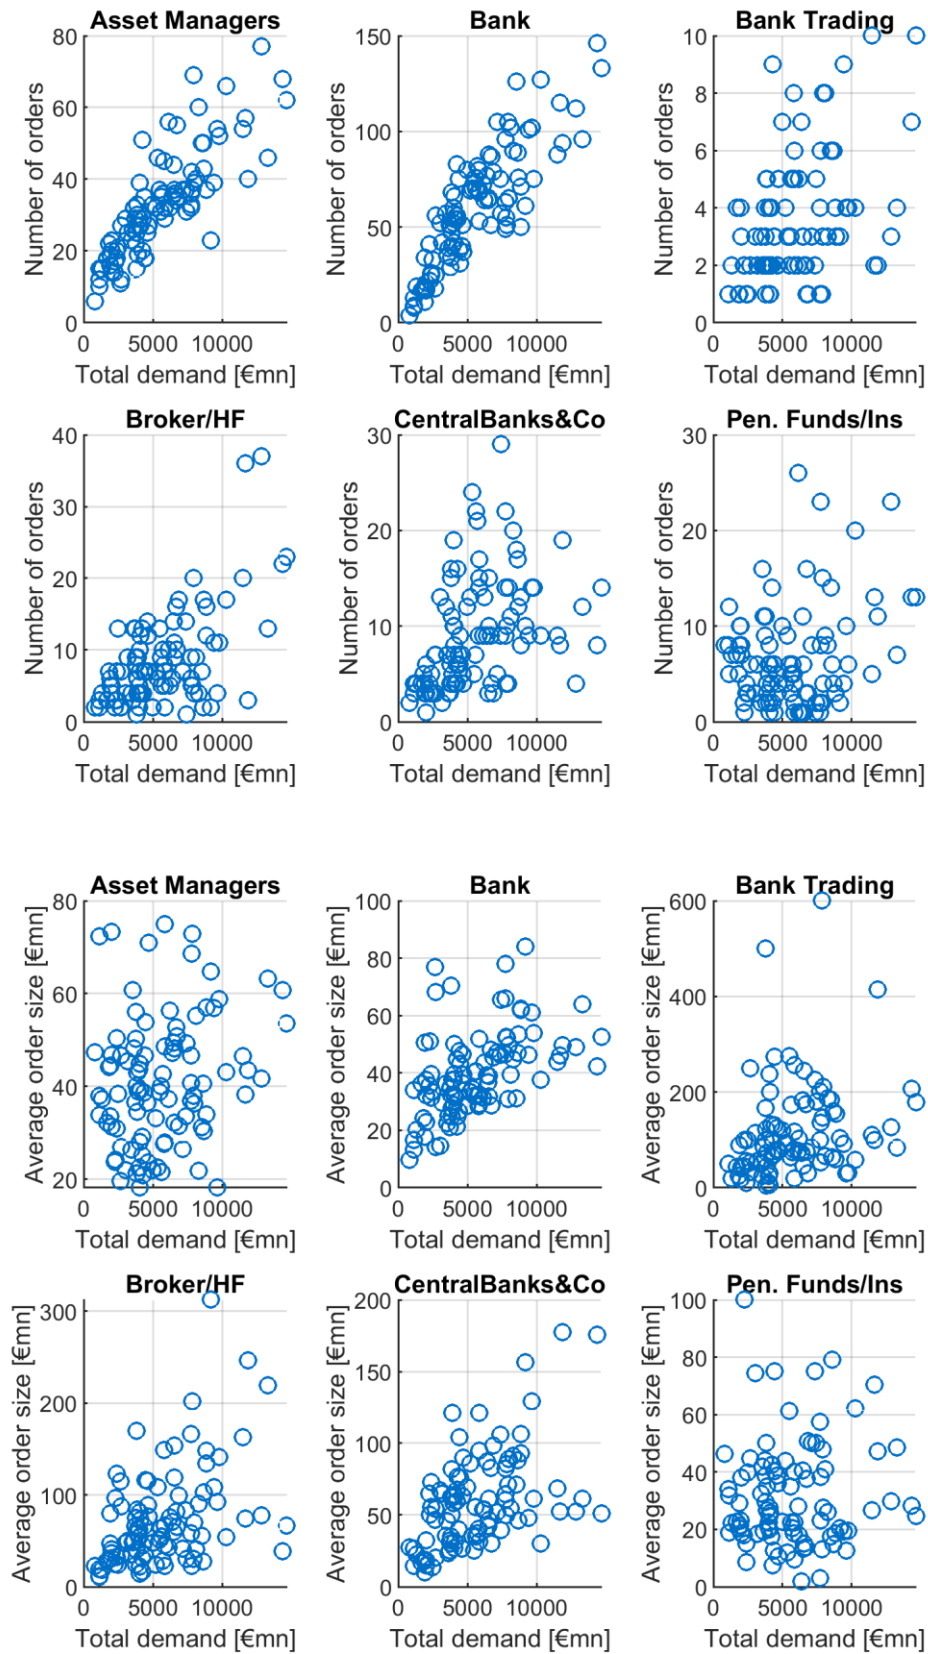 Asset Managers Bank Bank Trading
Number of orders Number of orders Number of orders
80 150 10
60 100 8
40 50 6
20 0 4
0 2
0
0 5000 10000 0 5000 10000 0 5000 10000
Total demand [€mn] Total demand [€mn] Total demand [€mn]
Broker/HF CentralBanks&Co Pen. Funds/Ins
Number of orders Number of orders Number of orders
40 30 30
30 20 20
20 10 10
10 0 0
0
0 5000 10000 0 5000 10000 0 5000 10000
Total demand [€mn] Total demand [€mn] Total demand [€mn]
Asset Managers Bank Bank Trading
Average order size [€mn] Average order size [€mn] Average order size [€mn]
80 100 600
60 80 400
40 60 200
20 40 0
20
0
0 5000 10000 0 5000 10000 0 5000 10000
Total demand [€mn] Total demand [€mn] Total demand [€mn]
Broker/HF CentralBanks&Co Pen. Funds/Ins
Average order size [€mn] Average order size [€mn] Average order size [€mn]
300 200 100
200 150 80
100 100 60
0 50 40
0 20
0
0 5000 10000 0 5000 10000 0 5000 10000
Total demand [€mn] Total demand [€mn] Total demand [€mn]